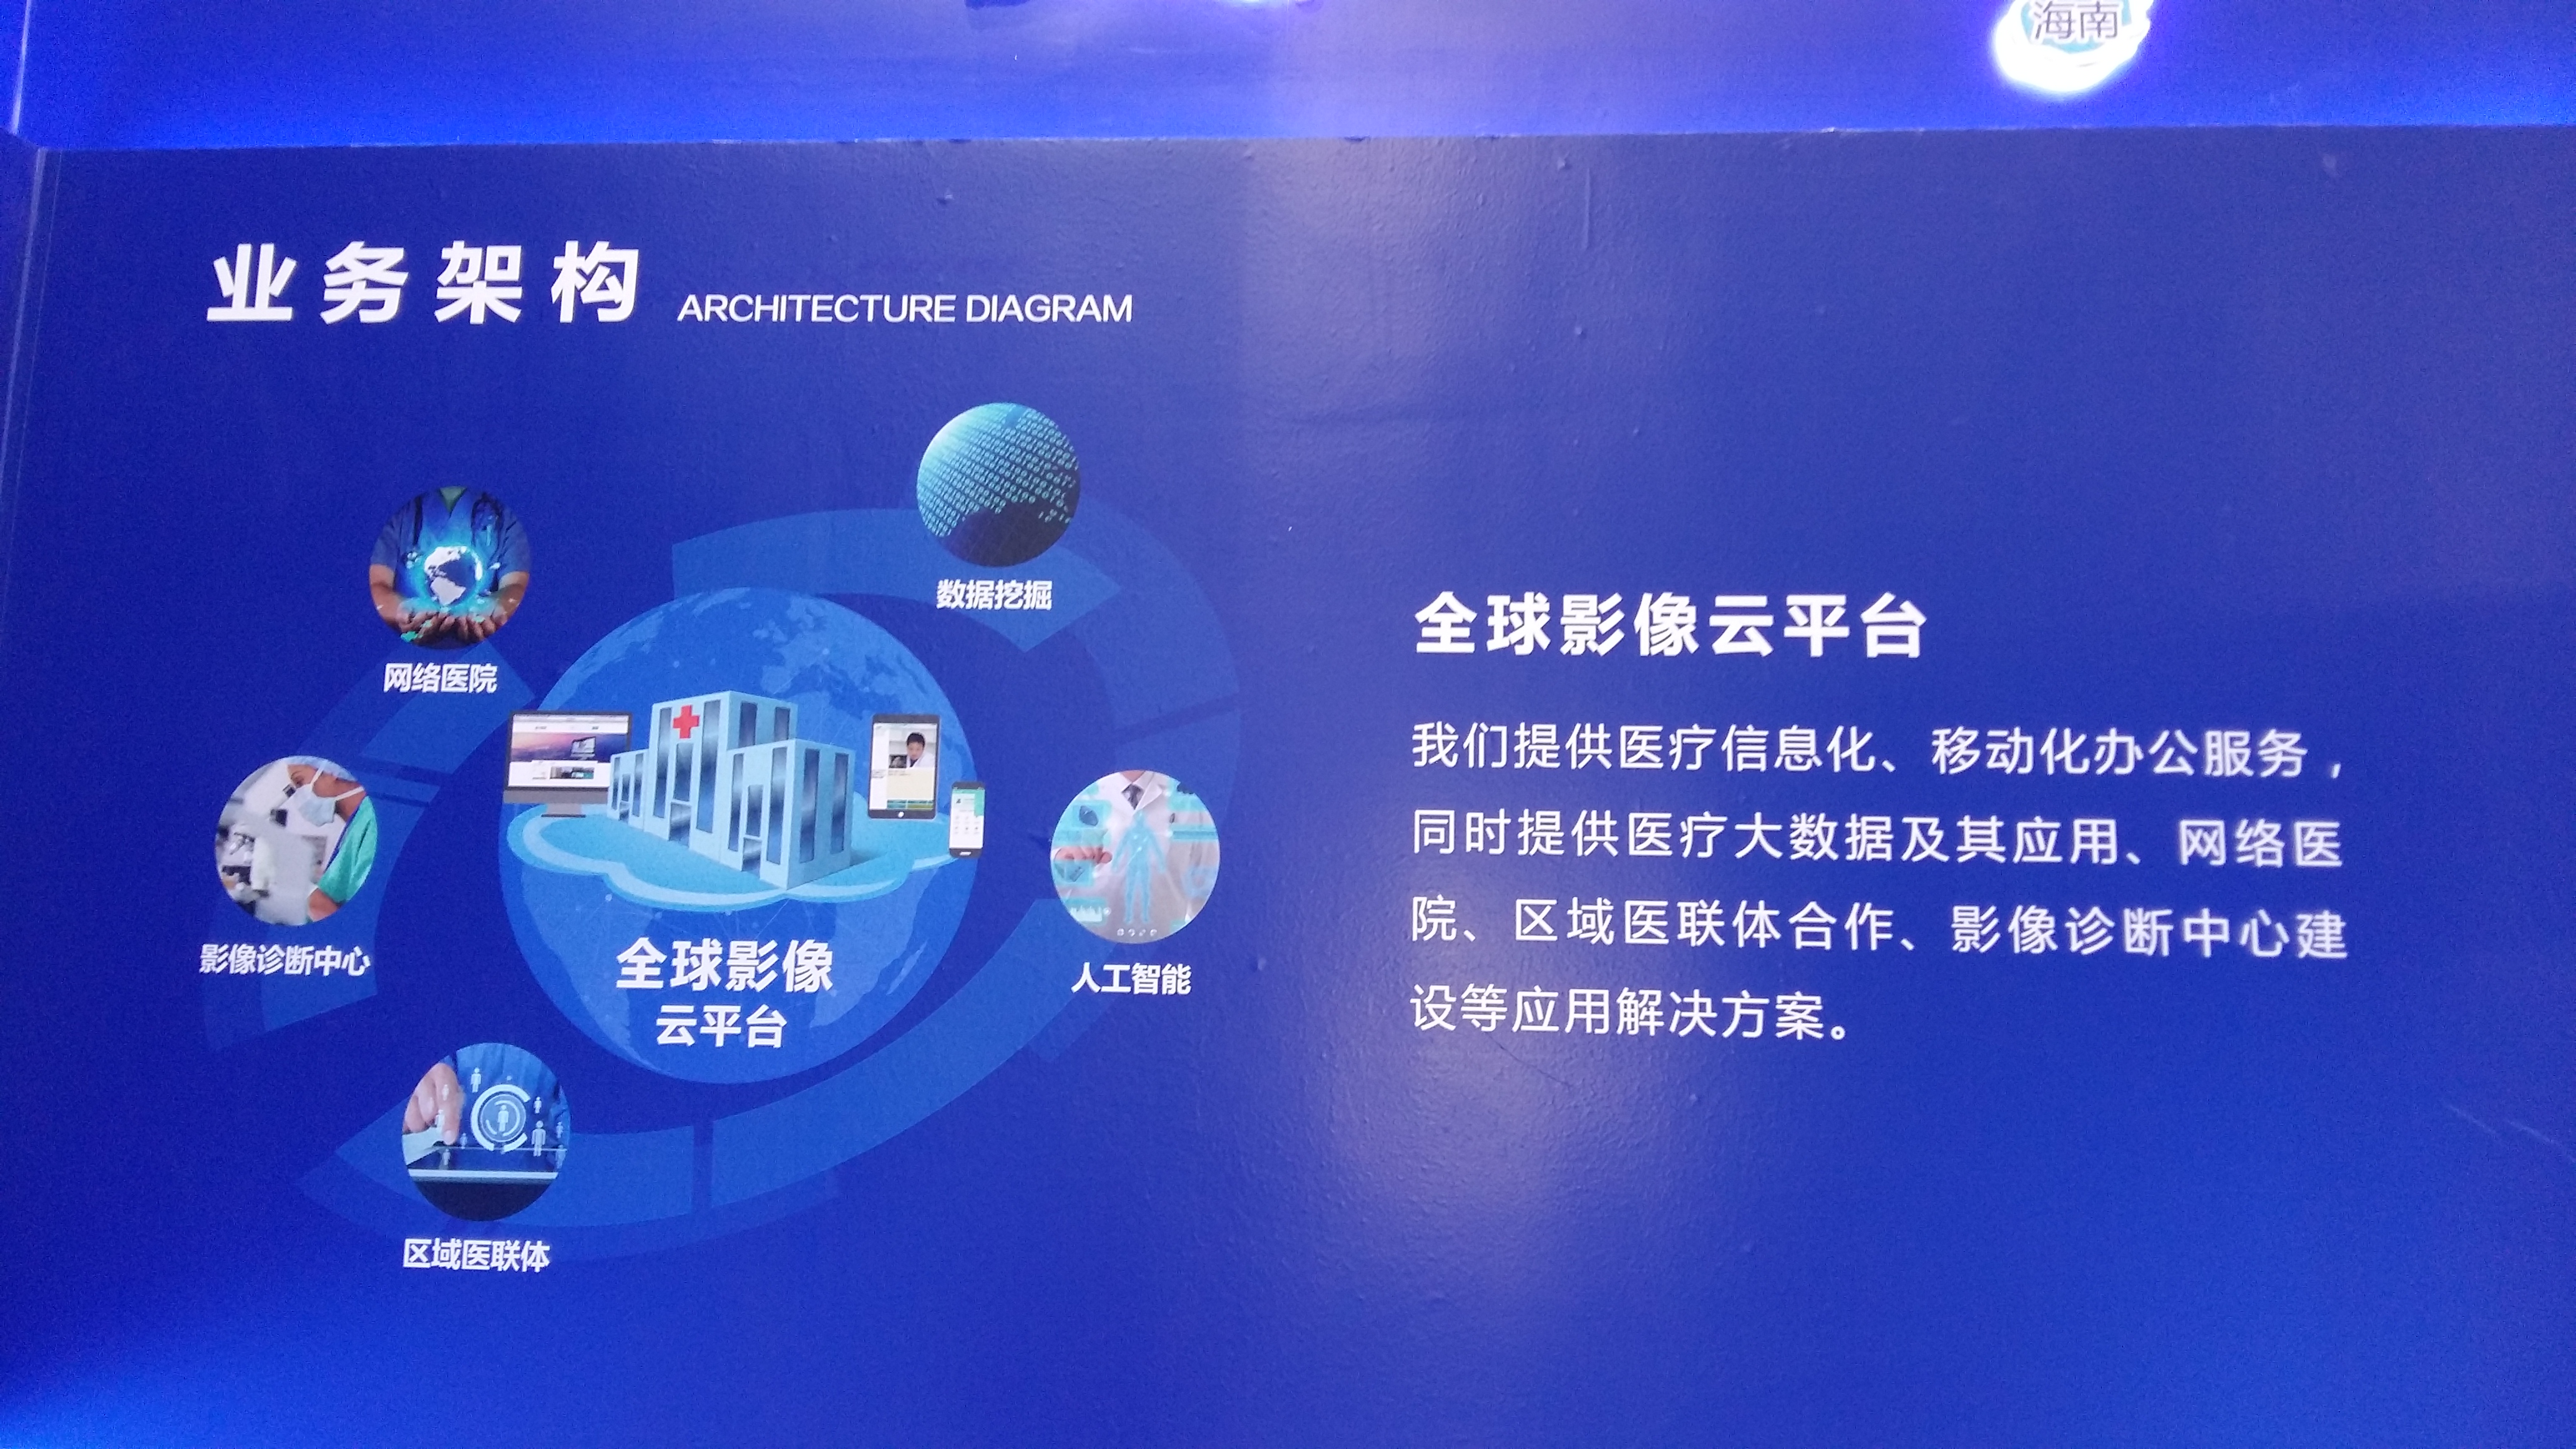 海南
业务架构 ARCHITECTURE DIAGRAM
数据挖掘
网络医院
影像诊断中心
人工智能
全球影像
云平台
区域医联体
全球影像云平台
我们提供医疗信息化、移动化办公服务，
同时提供医疗大数据及其应用、网络医
院、区域医联体合作、影像诊断中心建
设等应用解决方案。